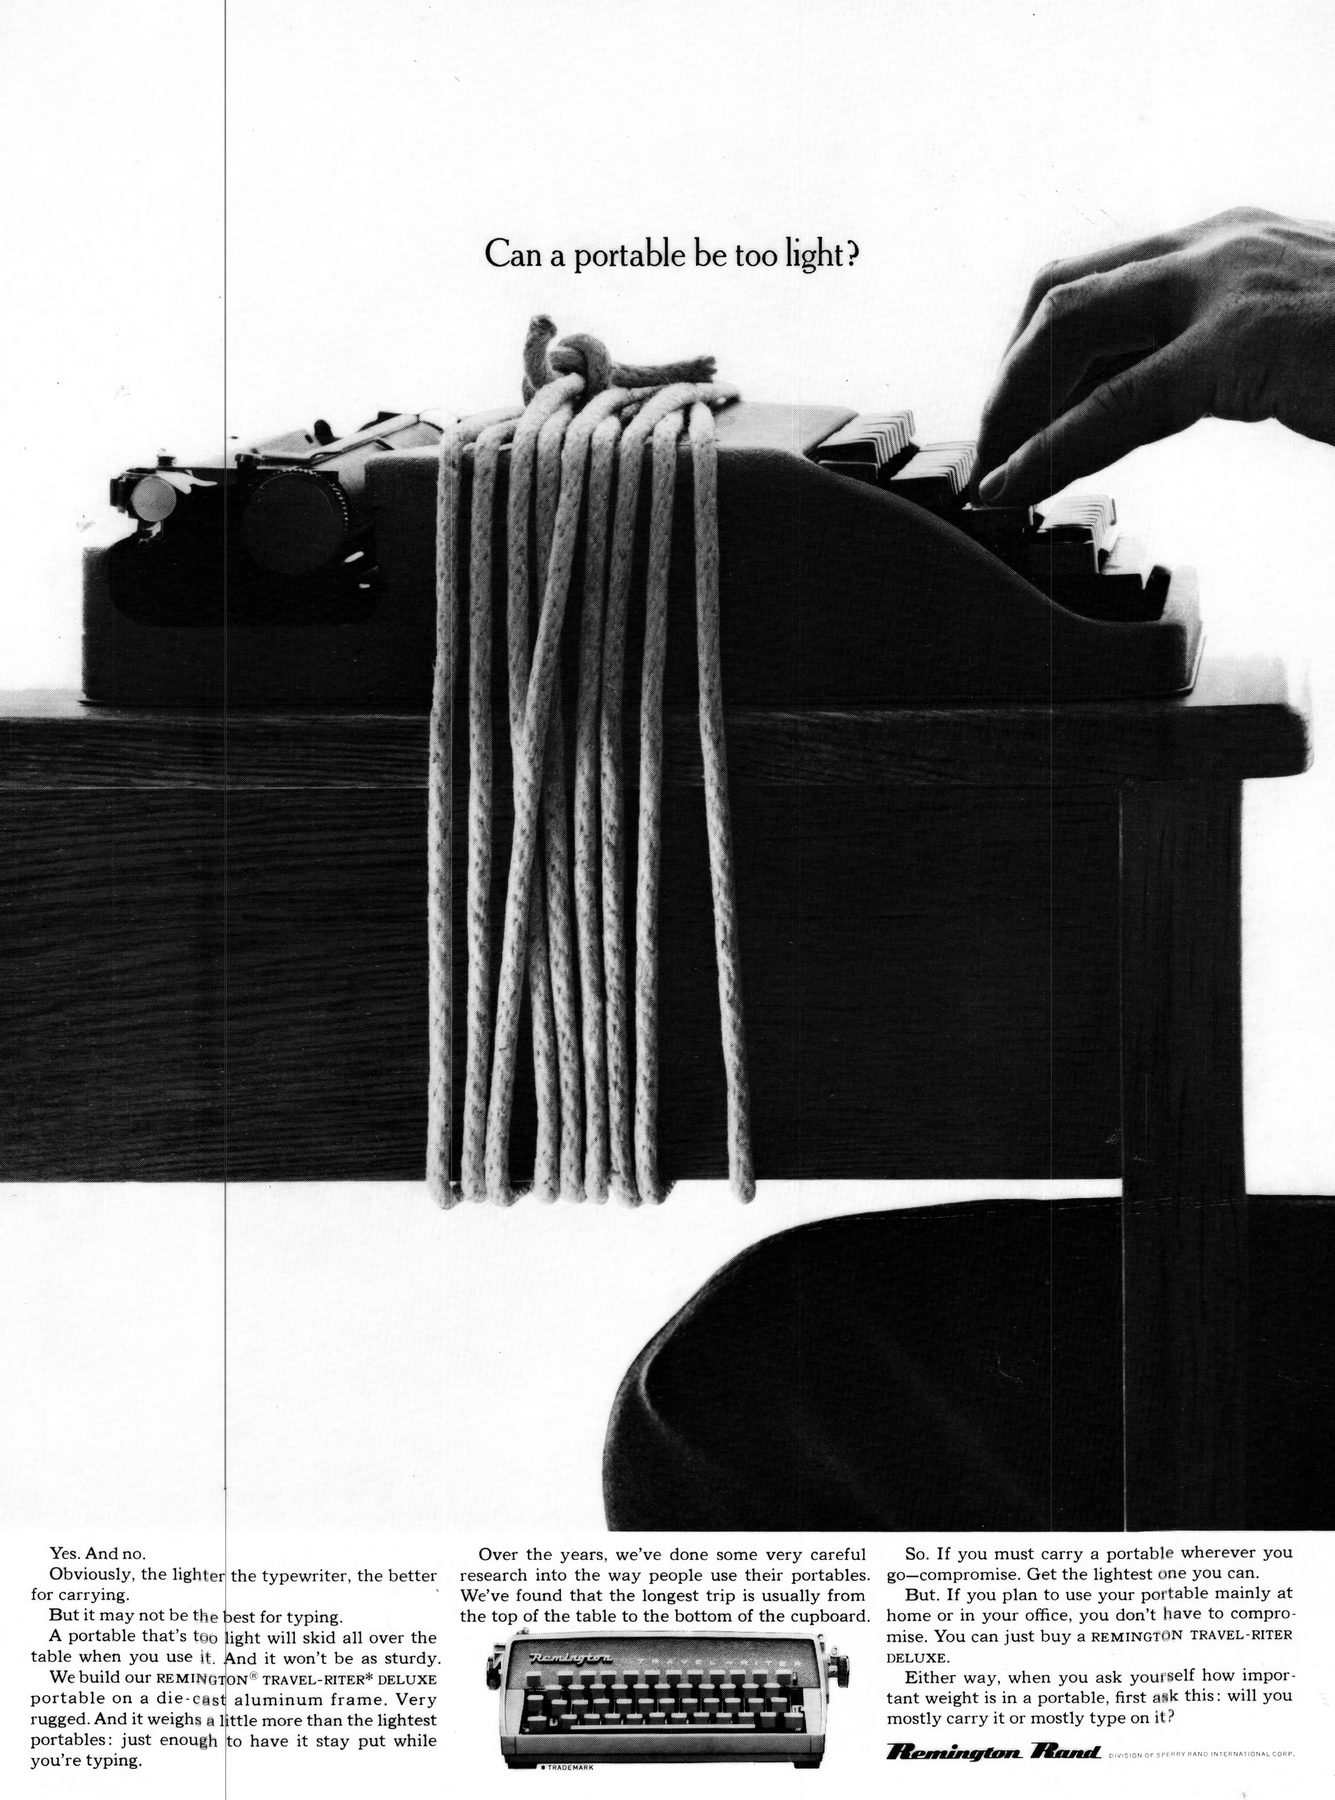 Can a portable be too light?
Yes. And no.
Obviously, the lighter the typewriter, the better
for carrying.
But it may not be the best for typing.
A portable that's too light will skid all over the
table when you use it. And it won't be as sturdy.
We build our REMINGTON® TRAVEL-RITER* DELUXE
portable on a die-cast aluminum frame. Very
rugged. And it weighs a little more than the lightest
portables: just enough to have it stay put while
you're typing.
Over the years, we've done some very careful
research into the way people use their portables.
We've found that the longest trip is usually from
the top of the table to the bottom of the cupboard.
Remington TRAVEL-RITER
* TRADEMARK
So. If you must carry a portable wherever you
go—compromise. Get the lightest one you can.
But. If you plan to use your portable mainly at
home or in your office, you don't have to compro-
mise. You can just buy a REMINGTON TRAVEL-RITER
DELUXE.
Either way, when you ask yourself how impor-
tant weight is in a portable, first ask this: will you
mostly carry it or mostly type on it?
Remington Rand DIVISION OF SPERRY RAND INTERNATIONAL CORP.